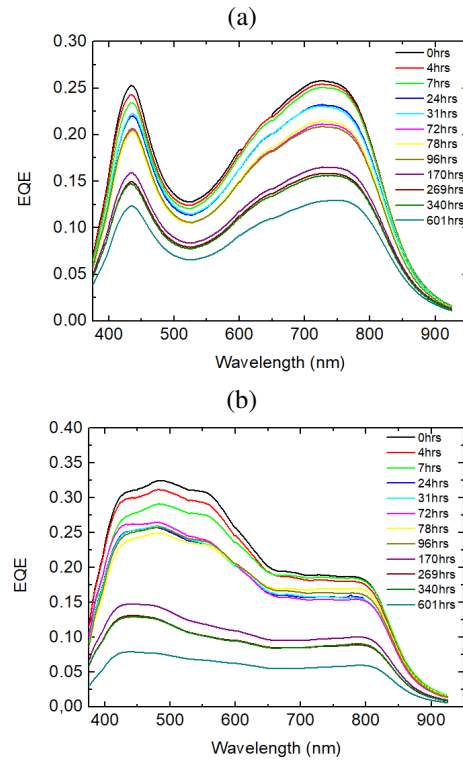 (a)
0.30
0.25
0.20
0.15
0.10
0.05
0.00
EQE
0hrs
4hrs
7hrs
24hrs
31hrs
72hrs
78hrs
96hrs
170hrs
269hrs
340hrs
601hrs
400 500 600 700 800 900
Wavelength (nm)
(b)
0.40
0.35
0.30
0.25
0.20
0.15
0.10
0.05
0,00
EQE
0hrs
4hrs
7hrs
24hrs
31hrs
72hrs
78hrs
96hrs
170hrs
269hrs
340hrs
601hrs
400 500 600 700 800 900
Wavelength (nm)